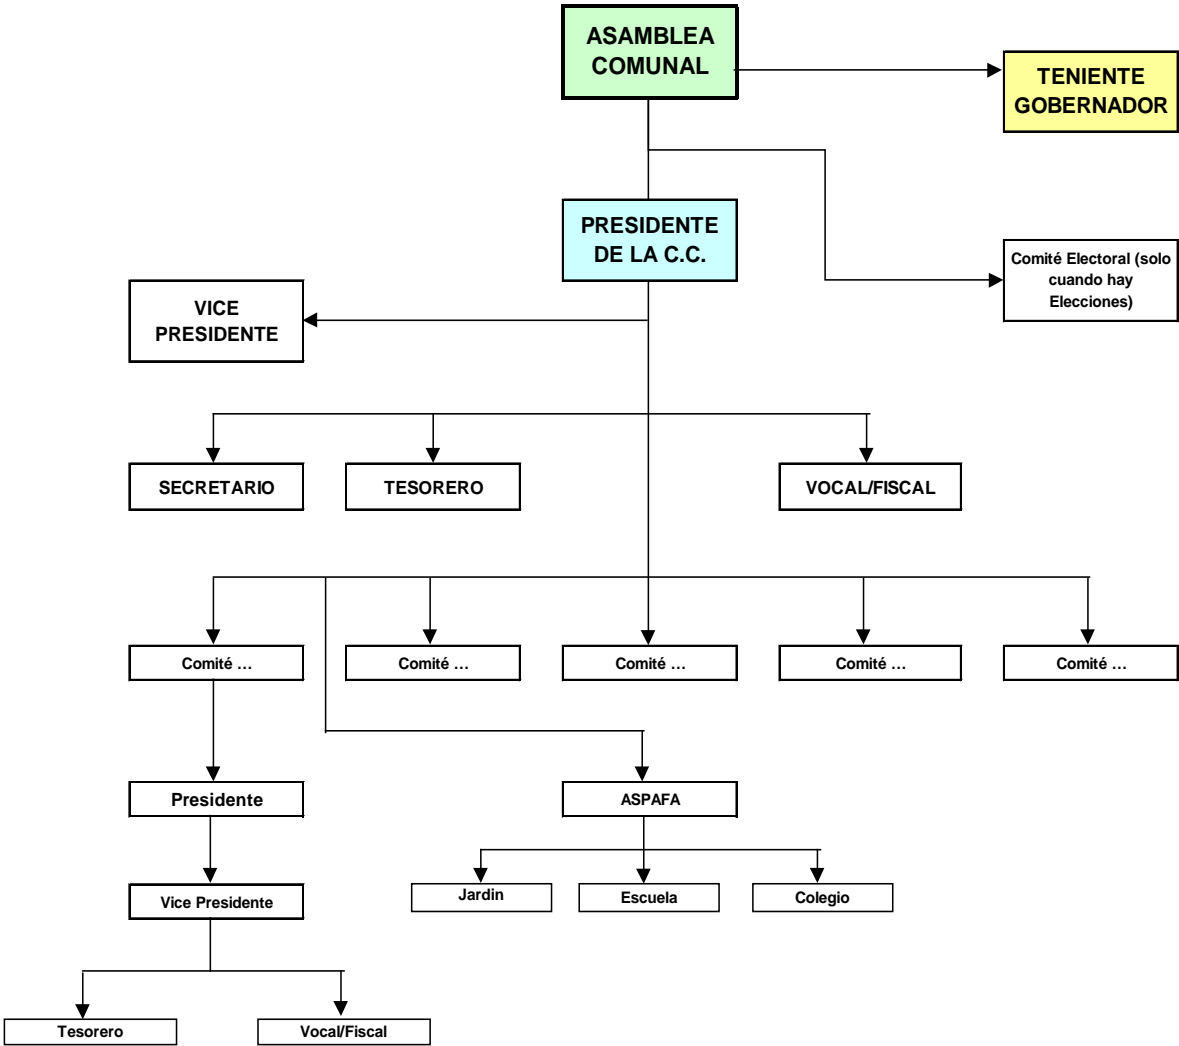 ASAMBLEA
COMUNAL
TENIENTE
GOBERNADOR
PRESIDENTE
DE LA C.C.
Comité Electoral (solo
cuando hay
Elecciones)
VICE
PRESIDENTE
SECRETARIO
TESORERO
VOCAL/FISCAL
Comité ...
Comité ...
Comité ...
Comité ...
Comité ...
Presidente
ASPAFA
Vice Presidente
Jardin
Escuela
Colegio
Tesorero
Vocal/Fiscal